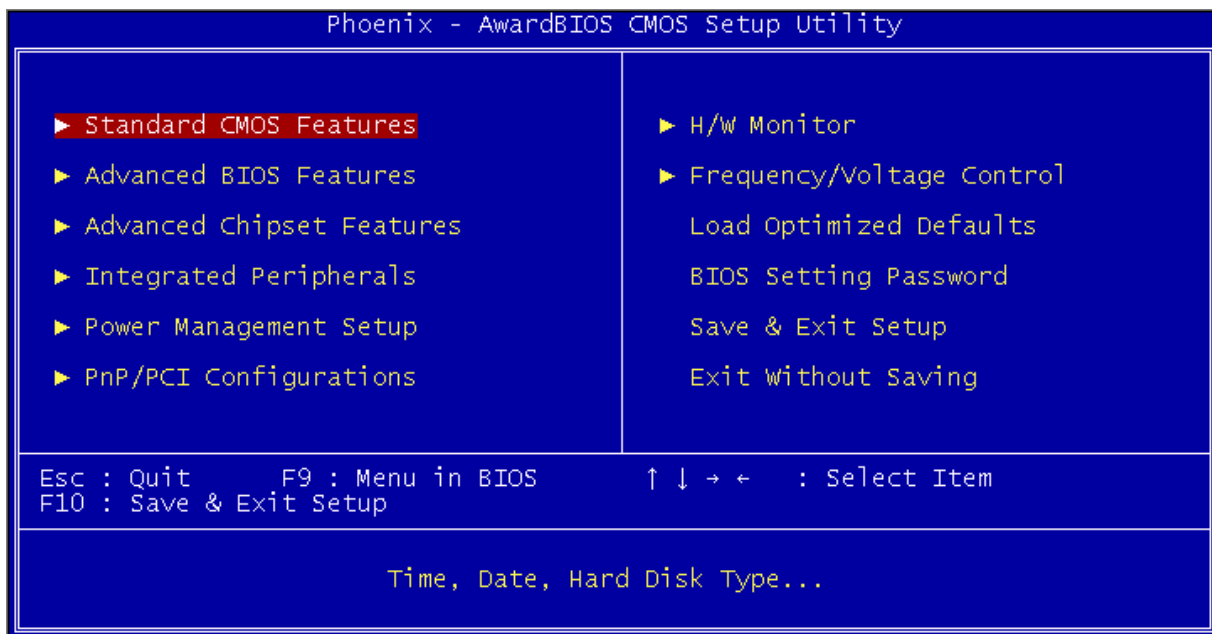 Phoenix - AwardBIOS CMOS Setup Utility
► Standard CMOS Features
► Advanced BIOS Features
► Advanced Chipset Features
► Integrated Peripherals
► Power Management Setup
► PnP/PCI Configurations
► H/W Monitor
► Frequency/Voltage Control
Load Optimized Defaults
BIOS Setting Password
Save & Exit Setup
Exit Without Saving
Esc : Quit F9 : Menu in BIOS ↑ ↓ → ← : Select Item
F10 : Save & Exit Setup
Time, Date, Hard Disk Type...